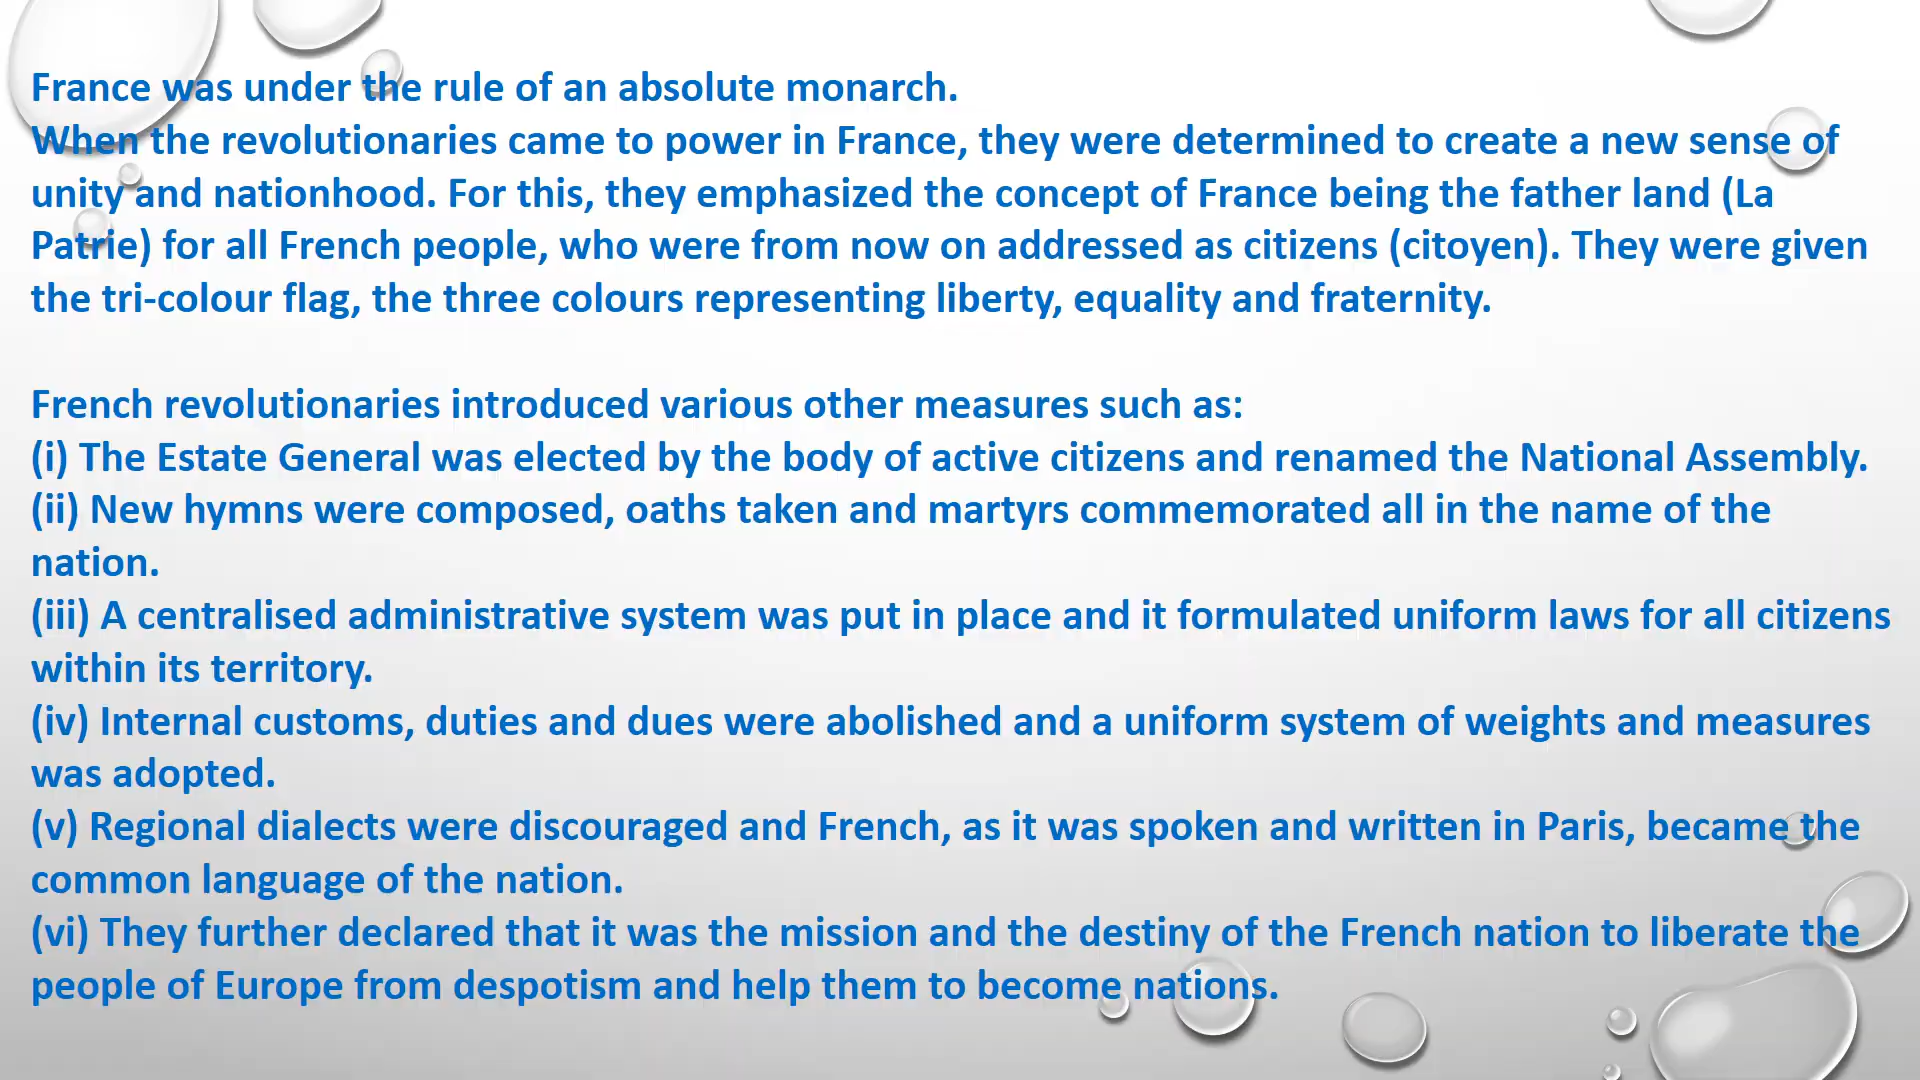 France was under the rule of an absolute monarch.
When the revolutionaries came to power in France, they were determined to create a new sense of
unity and nationhood. For this, they emphasized the concept of France being the father land (La
Patrie) for all French people, who were from now on addressed as citizens (citoyen). They were given
the tri-colour flag, the three colours representing liberty, equality and fraternity.
French revolutionaries introduced various other measures such as:
(i) The Estate General was elected by the body of active citizens and renamed the National Assembly.
(ii) New hymns were composed, oaths taken and martyrs commemorated all in the name of the
nation.
(iii) A centralised administrative system was put in place and it formulated uniform laws for all citizens
within its territory.
(iv) Internal customs, duties and dues were abolished and a uniform system of weights and measures
was adopted.
(v) Regional dialects were discouraged and French, as it was spoken and written in Paris, became the
common language of the nation.
(vi) They further declared that it was the mission and the destiny of the French nation to liberate the
people of Europe from despotism and help them to become nations.